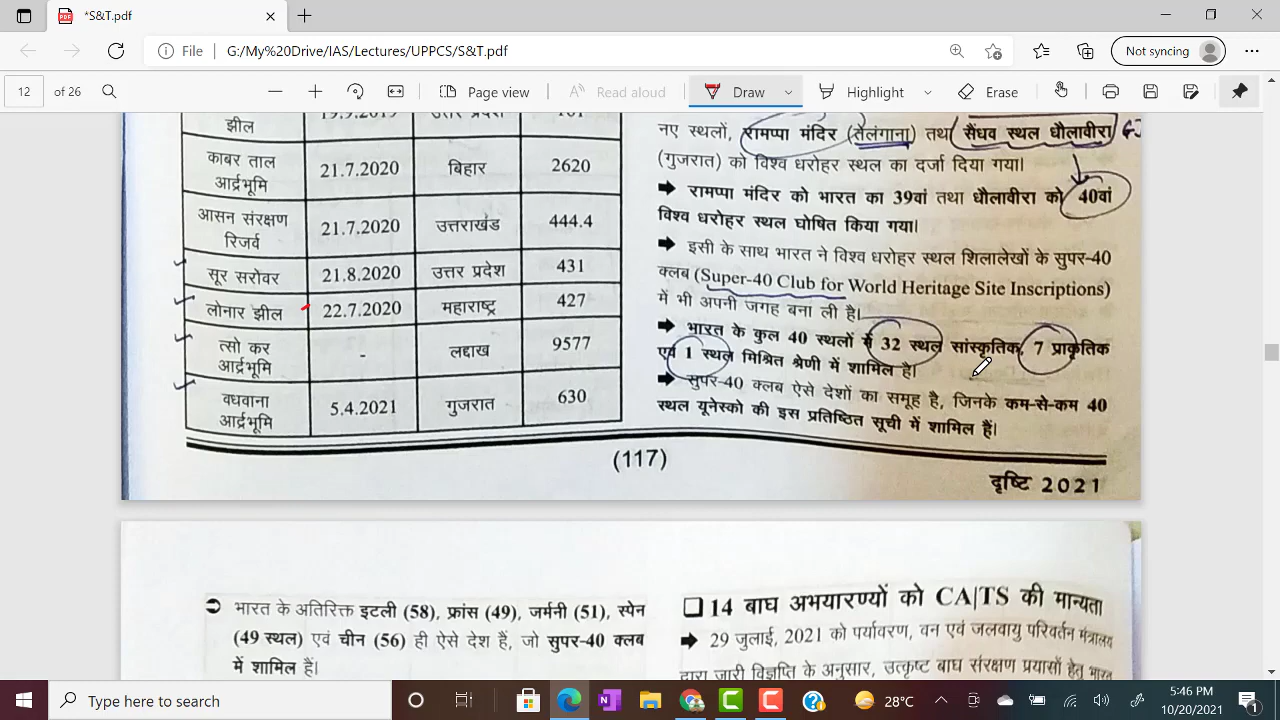 *S&T.pdf
File
G:/My%20Drive/IAS/Lectures/UPPCS/S&T.pdf
Not syncing
12 of 26
Page view
Read aloud
Draw
Highlight
Erase
झील
काबर ताल
आर्द्रभूमि
21.7.2020
बिहार
2620
आसन संरक्षण
रिजर्व
21.7.2020
उत्तराखंड
444.4
सूर सरोवर
21.8.2020
उत्तर प्रदेश
431
लोनार झील
22.7.2020
महाराष्ट्र
427
त्सो कर
आर्द्रभूमि
-
लद्दाख
9577
वधवाना
आर्द्रभूमि
5.4.2021
गुजरात
630
नए स्थलों, रामप्पा मंदिर (तेलंगाना) तथा सैंधव स्थल धौलावीरा
(गुजरात) को विश्व धरोहर स्थल का दर्जा दिया गया।
➡ रामप्पा मंदिर को भारत का 39वां तथा धौलावीरा को 40वां
विश्व धरोहर स्थल घोषित किया गया।
➡ इसी के साथ भारत ने विश्व धरोहर स्थल शिलालेखों के सुपर-40
क्लब (Super-40 Club for World Heritage Site Inscriptions)
में भी अपनी जगह बना ली है।
➡ भारत के कुल 40 स्थलों में 32 स्थल सांस्कृतिक, 7 प्राकृतिक
एवं 1 स्थल मिश्रित श्रेणी में शामिल है।
➡ सुपर-40 क्लब ऐसे देशों का समूह है, जिनके कम-से-कम 40
स्थल यूनेस्को की इस प्रतिष्ठित सूची में शामिल हैं।
(117)
दृष्टि 2021
भारत के अतिरिक्त इटली (58), फ्रांस (49), जर्मनी (51), स्पेन
(49 स्थल) एवं चीन (56) ही ऐसे देश हैं, जो सुपर-40 क्लब
में शामिल हैं।
14 बाघ अभयारण्यों को CA|TS की मान्यता
➡ 29 जुलाई, 2021 को पर्यावरण, वन एवं जलवायु परिवर्तन मंत्रालय
द्वारा जारी विज्ञप्ति के अनुसार, उत्कृष्ट बाघ संरक्षण प्रयासों हेतु भारत
Type here to search
28°C
5:46 PM
10/20/2021
1